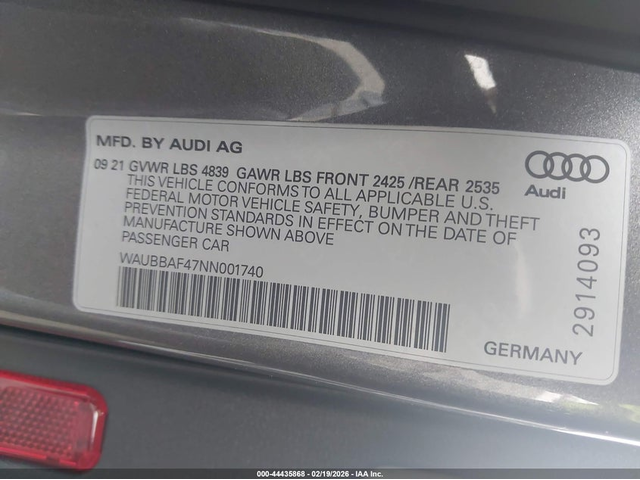 MFD. BY AUDI AG
09 21 GVWR LBS 4839 GAWR LBS FRONT 2425 /REAR 2535
THIS VEHICLE CONFORMS TO ALL APPLICABLE U.S.
FEDERAL MOTOR VEHICLE SAFETY, BUMPER AND THEFT
PREVENTION STANDARDS IN EFFECT ON THE DATE OF
MANUFACTURE SHOWN ABOVE
PASSENGER CAR
WAUBBAF47NN001740
Audi
2914093
GERMANY
000-44435868 - 02/19/2026 - IAA Inc.